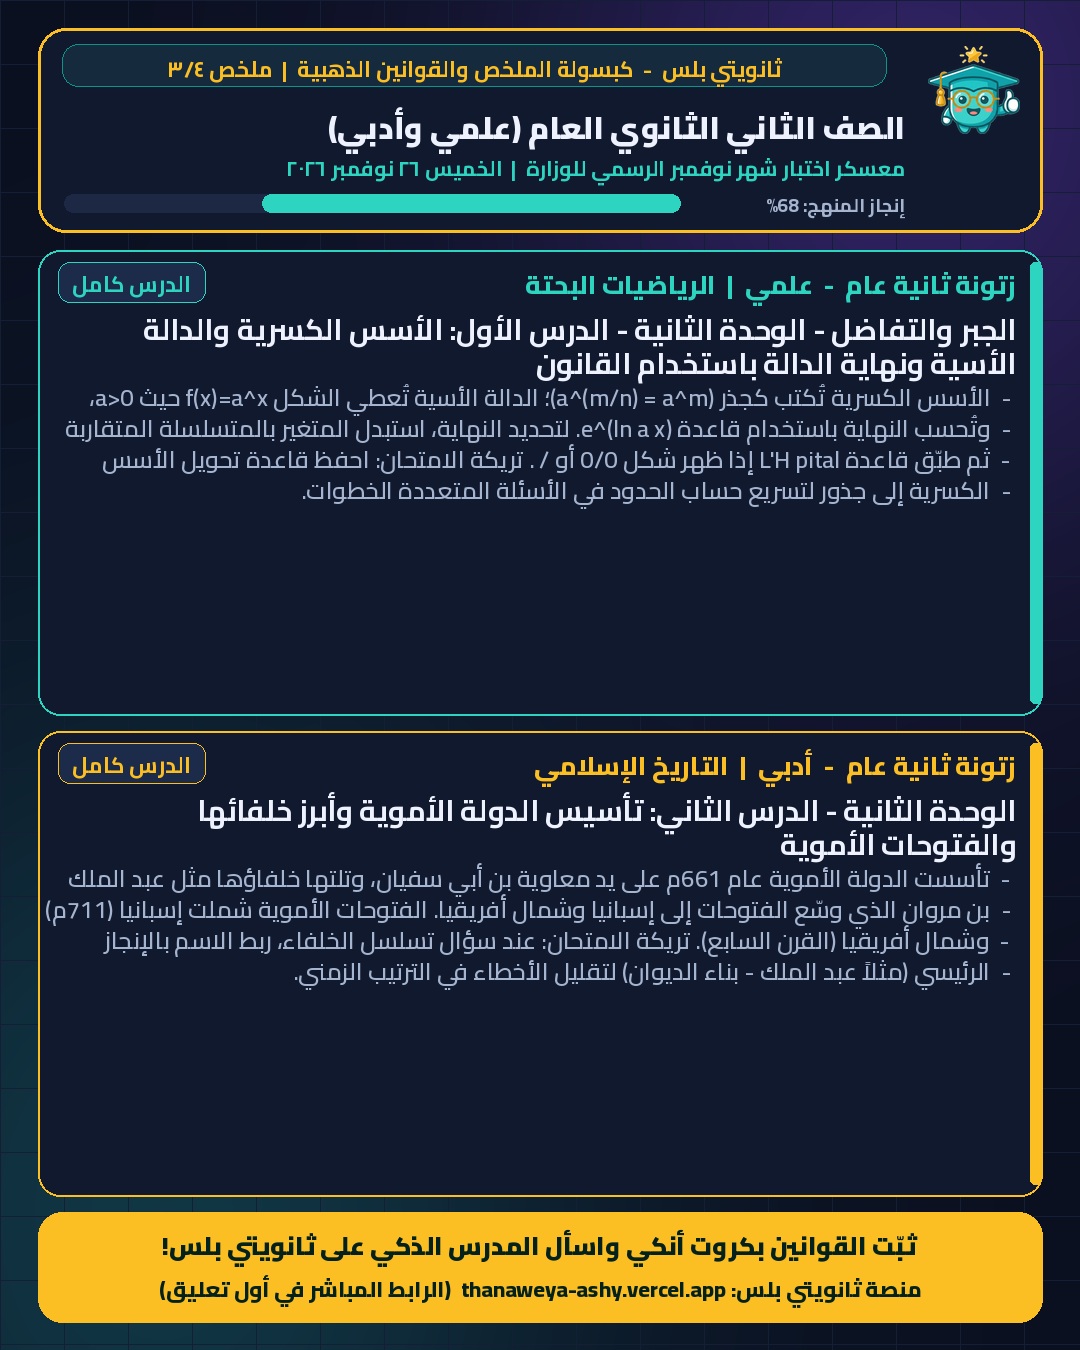 ثانويتي بلس - كبسولة الملخص والقوانين الذهبية | ملخص ٣/٤
الصف الثاني الثانوي العام (علمي وأدبي)
معسكر اختبار شهر نوفمبر الرسمي للوزارة | الخميس ٢٦ نوفمبر ٢٠٢٦
إنجاز المنهج: 68%
زتونة ثانية عام - علمي | الرياضيات البحتة
الدرس كامل
الجبر والتفاضل - الوحدة الثانية - الدرس الأول: الأسس الكسرية والدالة
الأسية ونهاية الدالة باستخدام القانون
- الأسس الكسرية تُكتب كجذر (a^(m/n) = a^m)؛ الدالة الأسية تُعطي الشكل f(x)=a^x حيث a>0،
- وتُحسب النهاية باستخدام قاعدة e^(ln a x). لتحديد النهاية، استبدل المتغير بالمتسلسلة المتقاربة
- ثم طبّق قاعدة L'H pital إذا ظهر شكل 0/0 أو / . تريكة الامتحان: احفظ قاعدة تحويل الأسس
- الكسرية إلى جذور لتسريع حساب الحدود في الأسئلة المتعددة الخطوات.
زتونة ثانية عام - أدبي | التاريخ الإسلامي
الدرس كامل
الوحدة الثانية - الدرس الثاني: تأسيس الدولة الأموية وأبرز خلفائها
والفتوحات الأموية
- تأسست الدولة الأموية عام 661م على يد معاوية بن أبي سفيان، وتلتها خلفاؤها مثل عبد الملك
- بن مروان الذي وسّع الفتوحات إلى إسبانيا وشمال أفريقيا. الفتوحات الأموية شملت إسبانيا (711م)
- وشمال أفريقيا (القرن السابع). تريكة الامتحان: عند سؤال تسلسل الخلفاء، ربط الاسم بالإنجاز
- الرئيسي (مثلاً عبد الملك - بناء الديوان) لتقليل الأخطاء في الترتيب الزمني.
ثبّت القوانين بكروت أنكي واسأل المدرس الذكي على ثانويتي بلس!
منصة ثانويتي بلس: thanaweya-ashy.vercel.app (الرابط المباشر في أول تعليق)